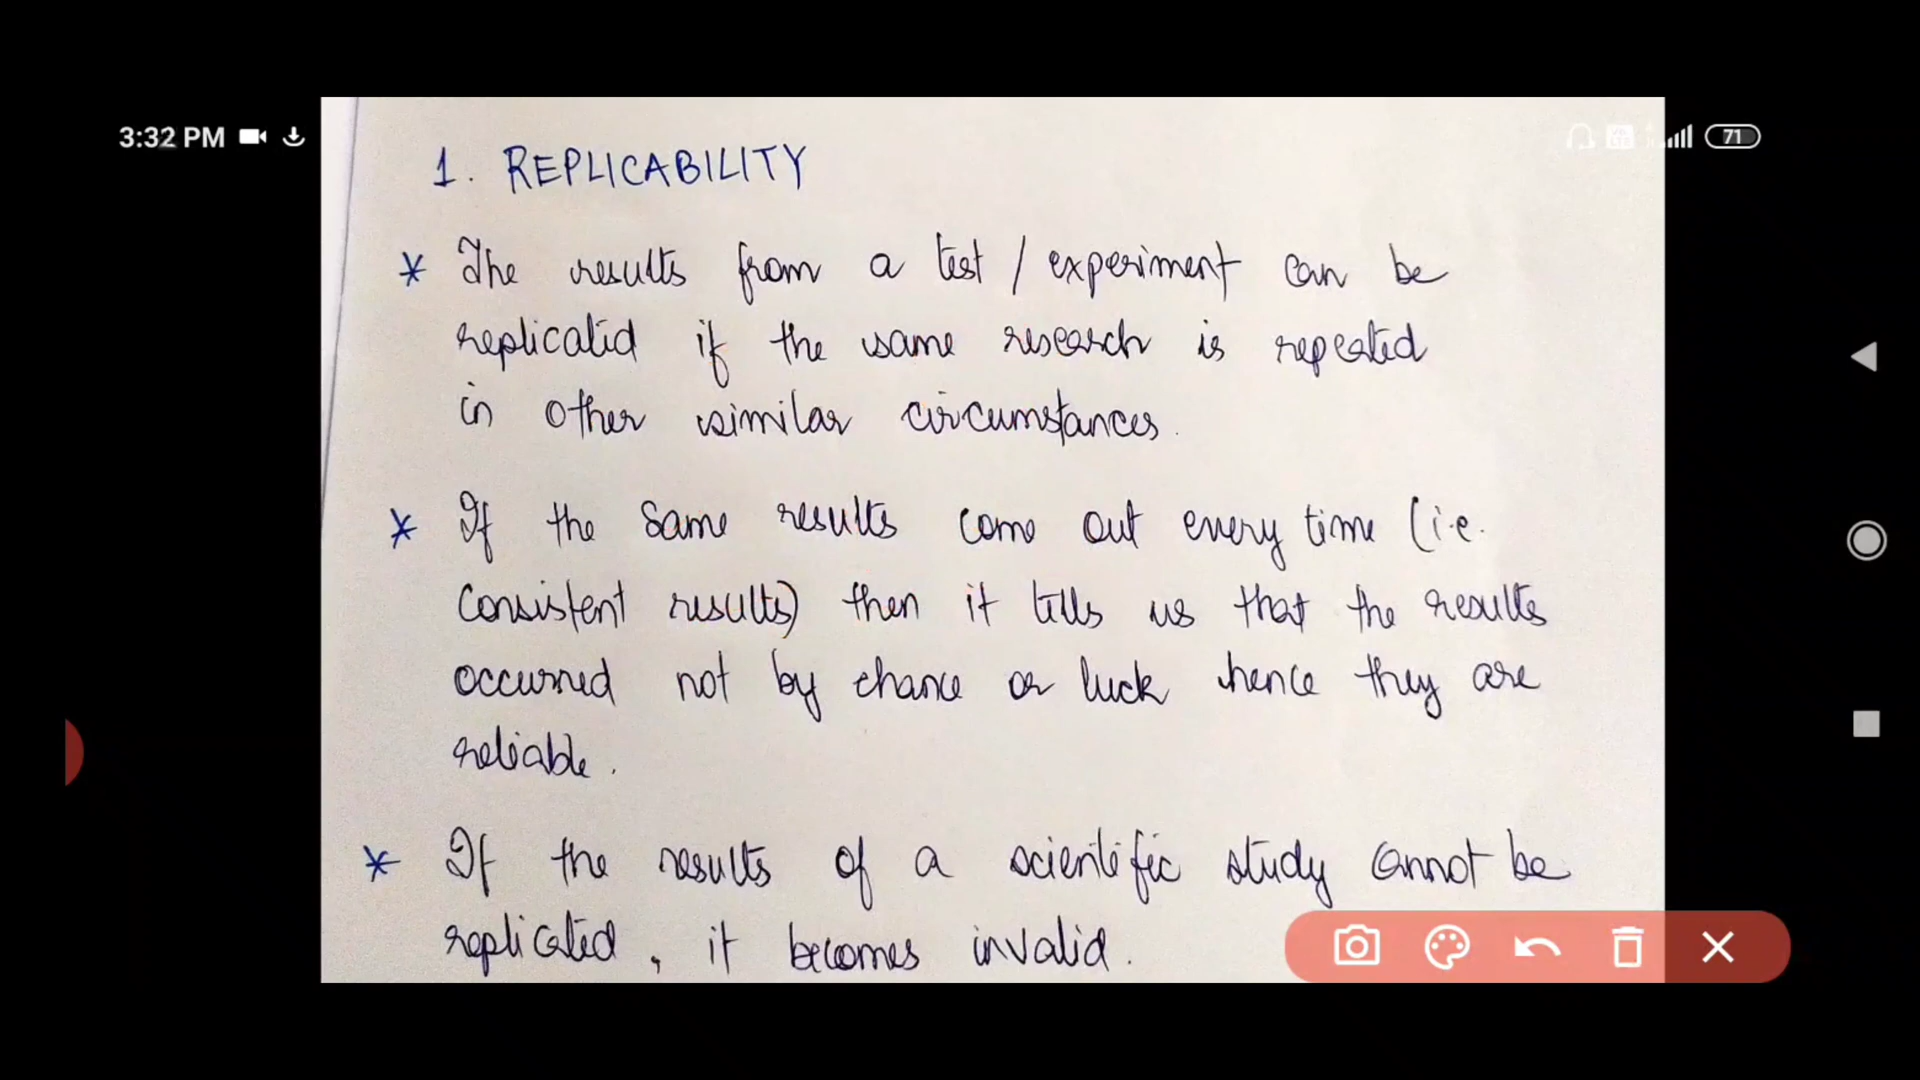 3:32 PM
71
1. REPLICABILITY
* The results from a test / experiment can be
replicated if the same research is repeated
in other similar circumstances.
* If the same results come out every time (i.e.
consistent results) then it tells us that the results
occurred not by chance or luck hence they are
reliable.
* If the results of a scientific study cannot be
replicated, it becomes invalid.